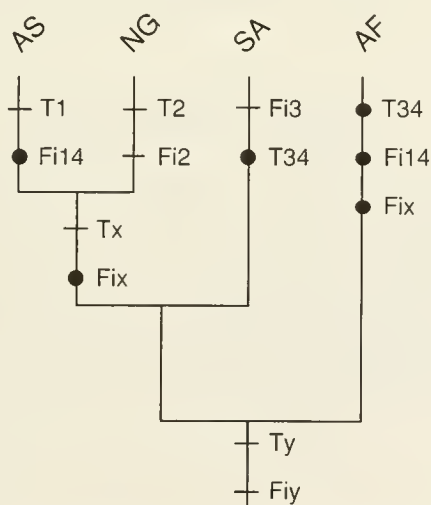 AS NG SA AF
T1 T2 Fi3 T34
Fi14 Fi2 T34 Fi14
Fix
Tx
Fix
Ty
Fiy